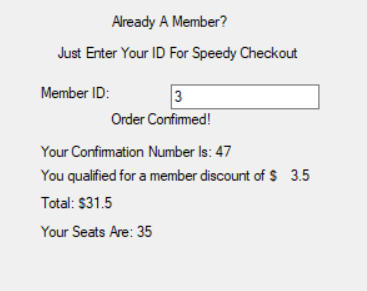 Already A Member?
Just Enter Your ID For Speedy Checkout
Member ID: 3
Order Confirmed!
Your Confirmation Number Is: 47
You qualified for a member discount of $ 3.5
Total: $31.5
Your Seats Are: 35